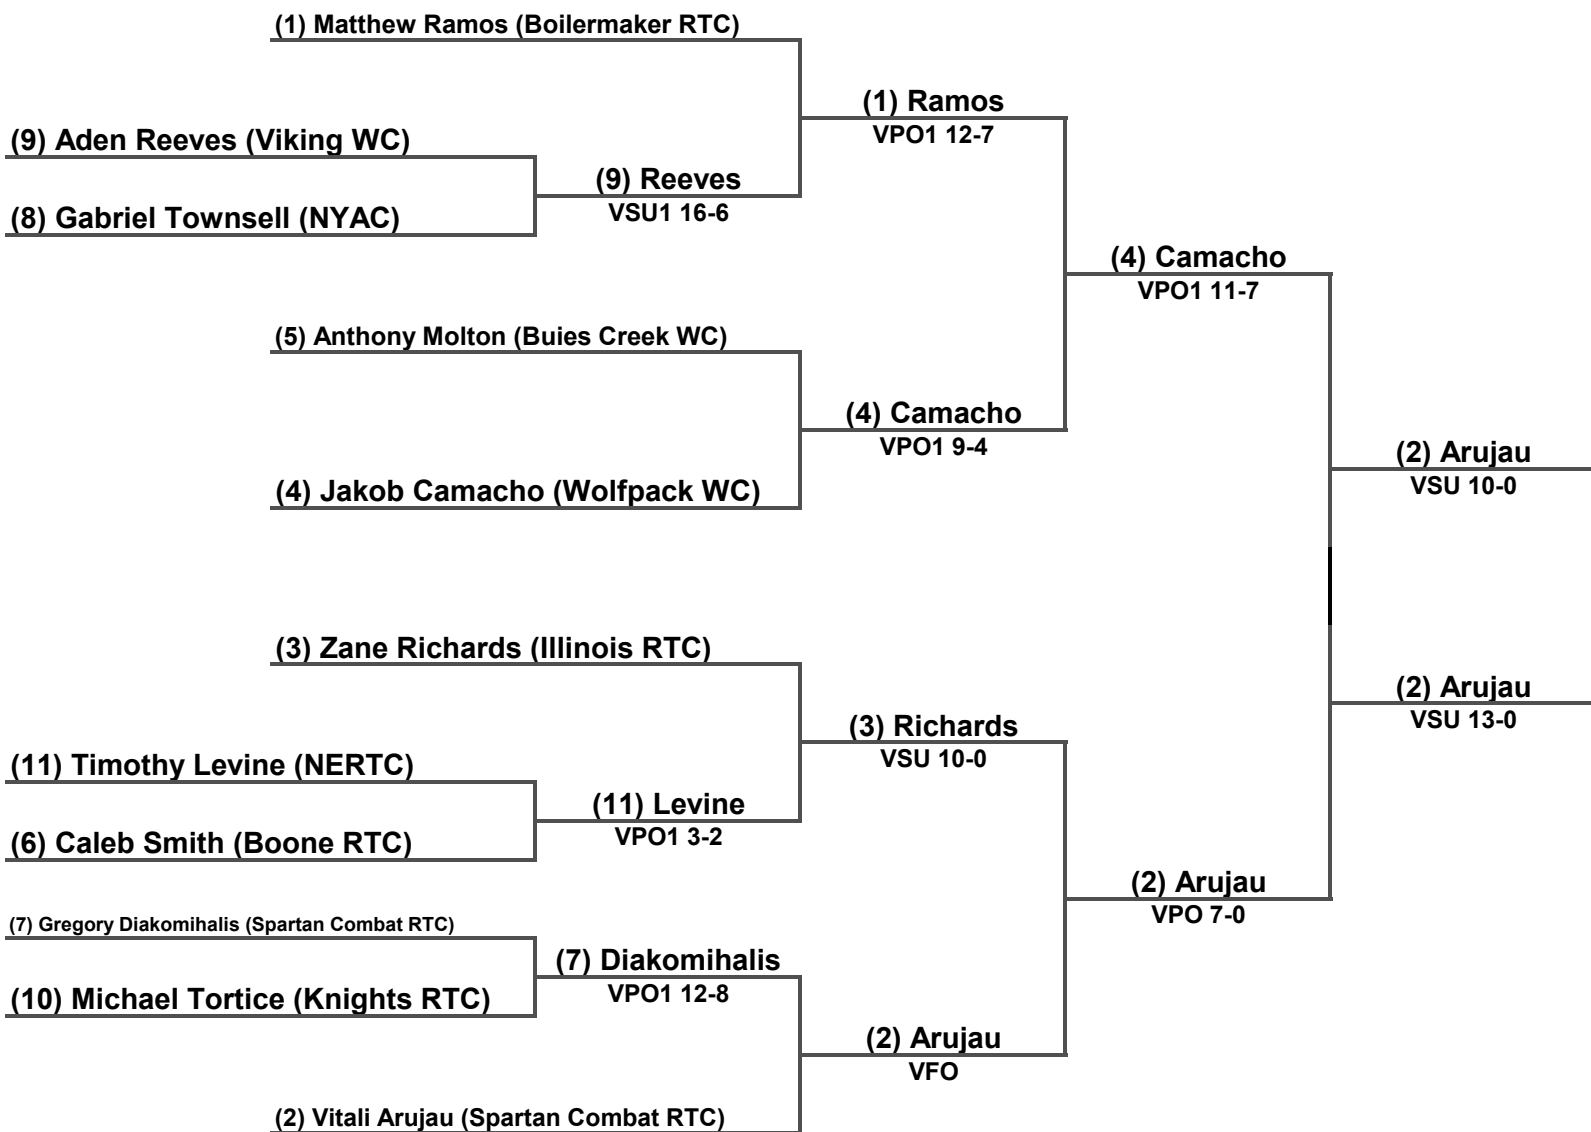 (1) Matthew Ramos (Boilermaker RTC)
(1) Ramos
VPO1 12-7
(9) Aden Reeves (Viking WC)
(9) Reeves
VSU1 16-6
(8) Gabriel Townsell (NYAC)
(4) Camacho
VPO1 11-7
(5) Anthony Molton (Buies Creek WC)
(4) Camacho
VPO1 9-4
(2) Arujau
VSU 10-0
(4) Jakob Camacho (Wolfpack WC)
(3) Zane Richards (Illinois RTC)
(2) Arujau
VSU 13-0
(3) Richards
VSU 10-0
(11) Timothy Levine (NERTC)
(11) Levine
VPO1 3-2
(6) Caleb Smith (Boone RTC)
(2) Arujau
VPO 7-0
(7) Gregory Diakomihalis (Spartan Combat RTC)
(7) Diakomihalis
VPO1 12-8
(10) Michael Tortice (Knights RTC)
(2) Arujau
VFO
(2) Vitali Arujau (Spartan Combat RTC)